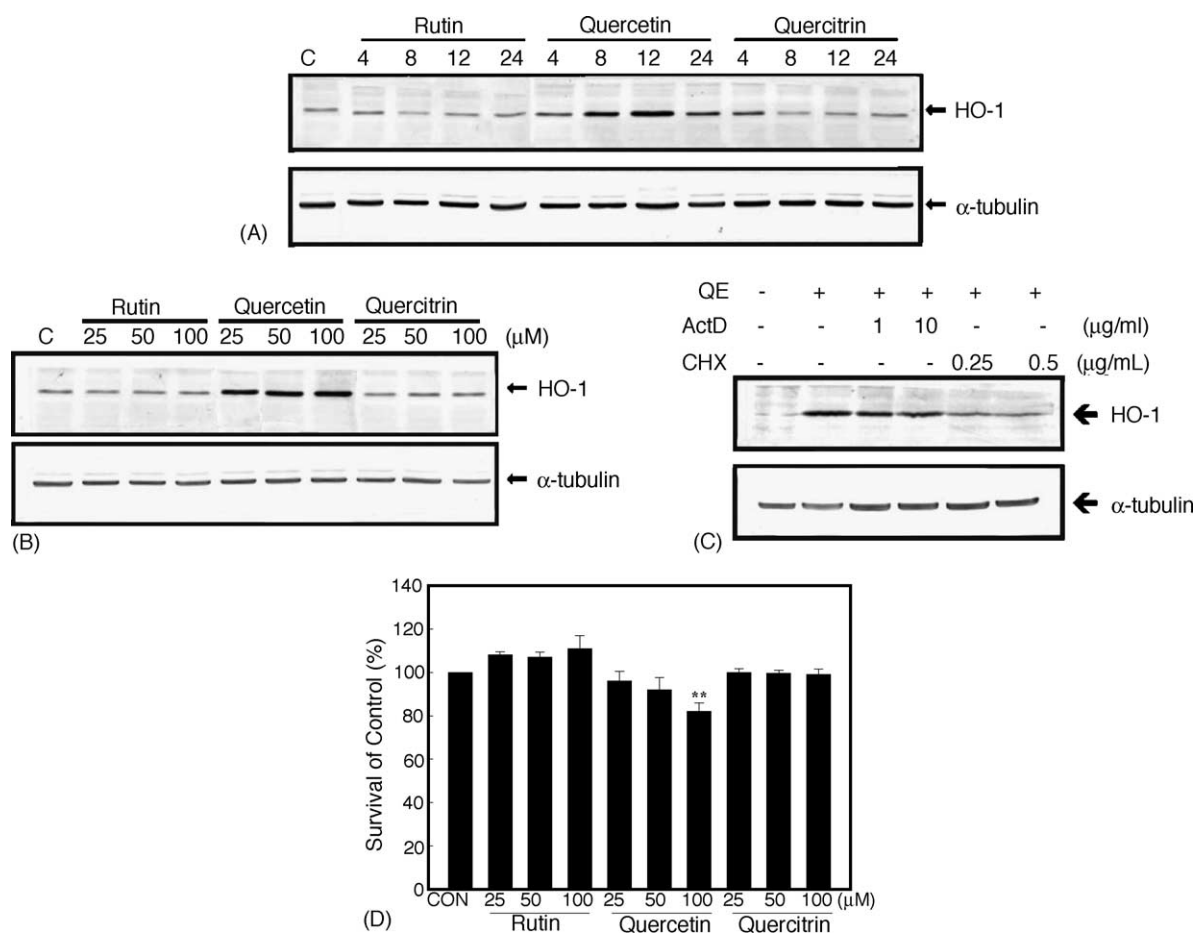 Rutin Quercetin Quercitrin
C 4 8 12 24 4 8 12 24 4 8 12 24
HO-1
α-tubulin
(A)
Rutin Quercetin Quercitrin
C 25 50 100 25 50 100 25 50 100 (μM)
HO-1
α-tubulin
(B)
QE - + + + + +
ActD - - 1 10 - - (μg/ml)
CHX - - - - 0.25 0.5 (μg/mL)
HO-1
α-tubulin
(C)
Survival of Control (%)
140
120
100
80
60
40
20
0
**
CON 25 50 100 25 50 100 25 50 100 (μM)
Rutin Quercetin Quercitrin
(D)